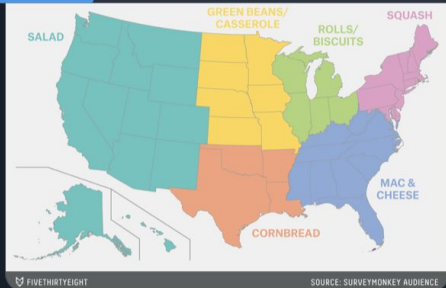 GREEN BEANS/
CASSEROLE
SQUASH
SALAD
ROLLS/
BISCUITS
MAC &
CHEESE
CORNBREAD
FIVETHIRTYEIGHT
SOURCE: SURVEYMONKEY AUDIENCE